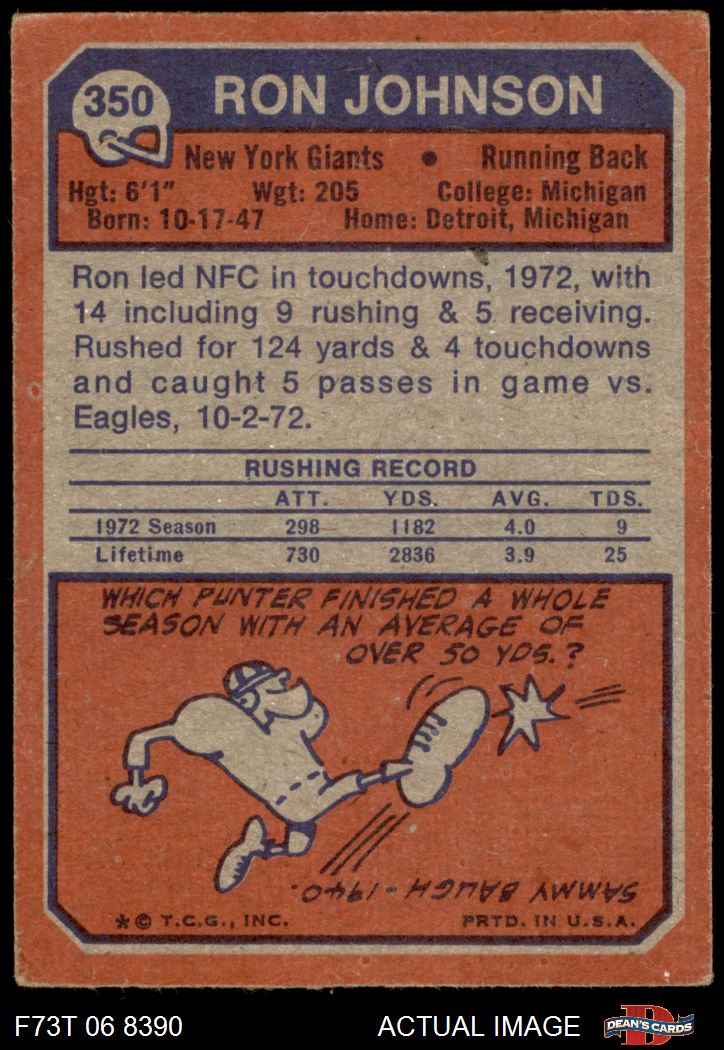 350
RON JOHNSON
New York Giants • Running Back
Hgt: 6'1" Wgt: 205 College: Michigan
Born: 10-17-47 Home: Detroit, Michigan
Ron led NFC in touchdowns, 1972, with
14 including 9 rushing & 5 receiving.
Rushed for 124 yards & 4 touchdowns
and caught 5 passes in game vs.
Eagles, 10-2-72.
RUSHING RECORD
ATT. YDS. AVG. TDS.
1972 Season 298 1182 4.0 9
Lifetime 730 2836 3.9 25
WHICH PUNTER FINISHED A WHOLE
SEASON WITH AN AVERAGE OF
OVER 50 YDS.?
SAMMY BAUGH-1940.
* © T.C.G., INC. PRTD. IN U.S.A.
F73T 06 8390 ACTUAL IMAGE
D
DEAN'S CARDS